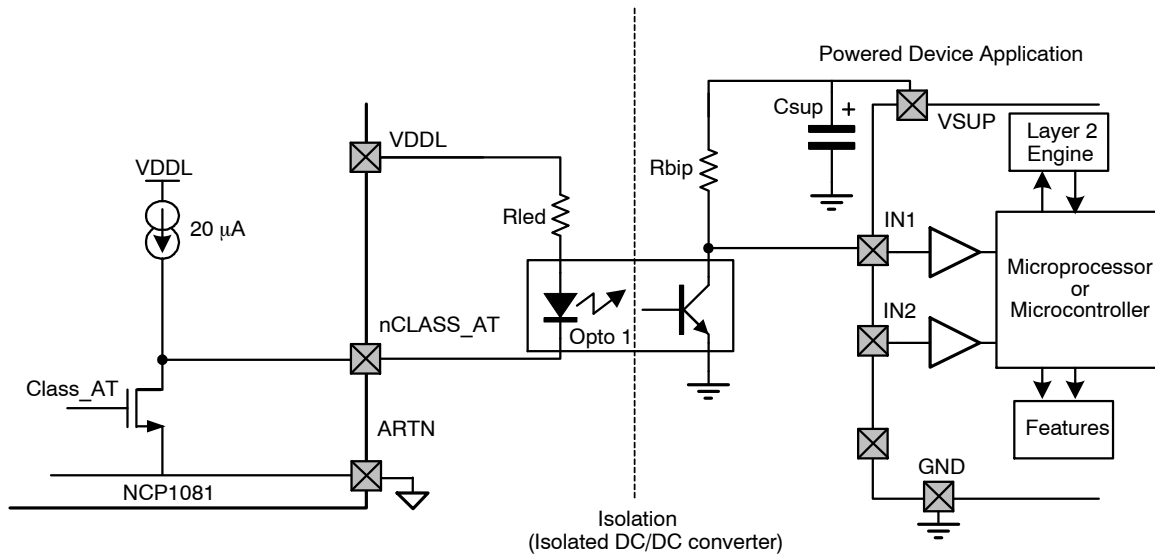 Powered Device Application
Csup
+
VSUP
VDDL
Layer 2
Engine
VDDL
Rbip
Rled
20 μA
IN1
Microprocessor
or
Microcontroller
nCLASS_AT
IN2
Opto 1
Class_AT
ARTN
Features
GND
NCP1081
Isolation
(Isolated DC/DC converter)